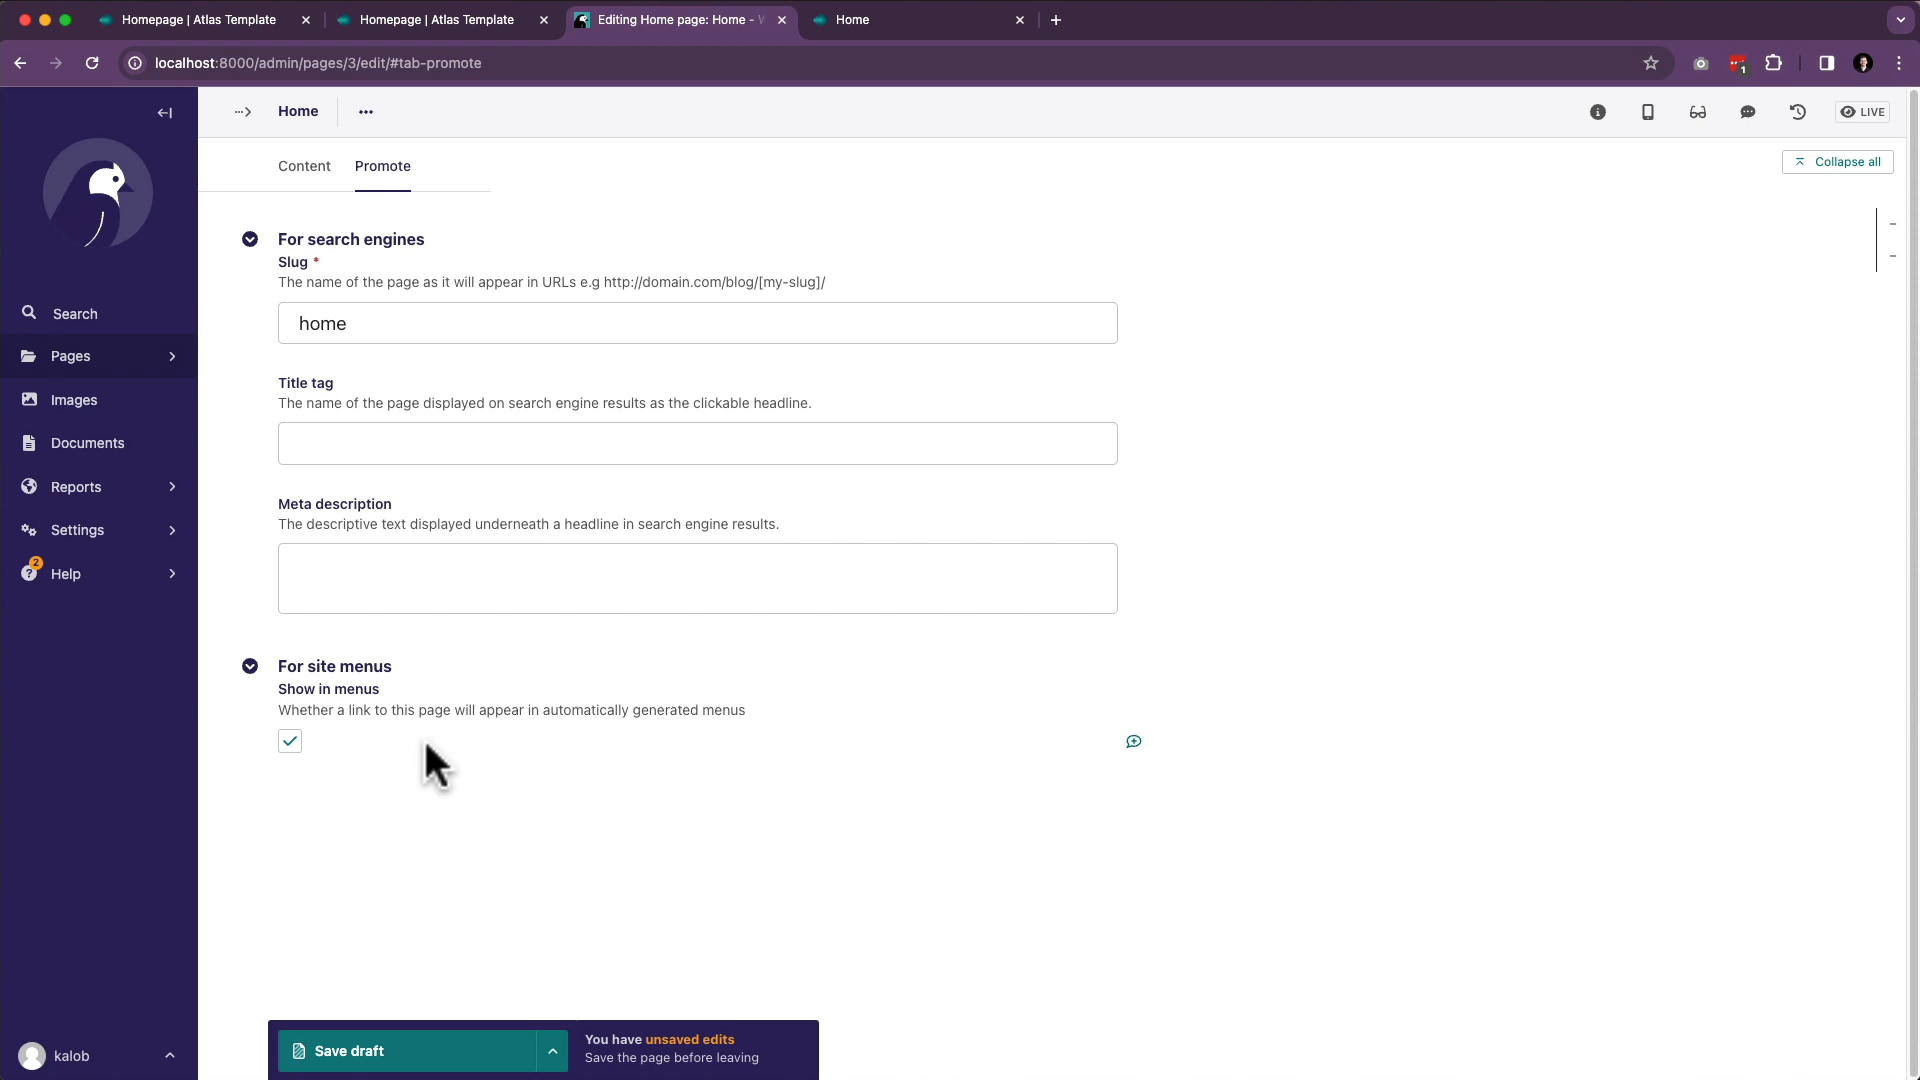 Homepage | Atlas Template
Homepage | Atlas Template
Editing Home page: Home -
Home
localhost:8000/admin/pages/3/edit/#tab-promote
1
Home
LIVE
Content
Promote
Collapse all
For search engines
Slug *
The name of the page as it will appear in URLs e.g http://domain.com/blog/[my-slug]/
home
Title tag
The name of the page displayed on search engine results as the clickable headline.
Meta description
The descriptive text displayed underneath a headline in search engine results.
For site menus
Show in menus
Whether a link to this page will appear in automatically generated menus
Search
Pages
Images
Documents
Reports
Settings
2
Help
kalob
Save draft
You have unsaved edits
Save the page before leaving